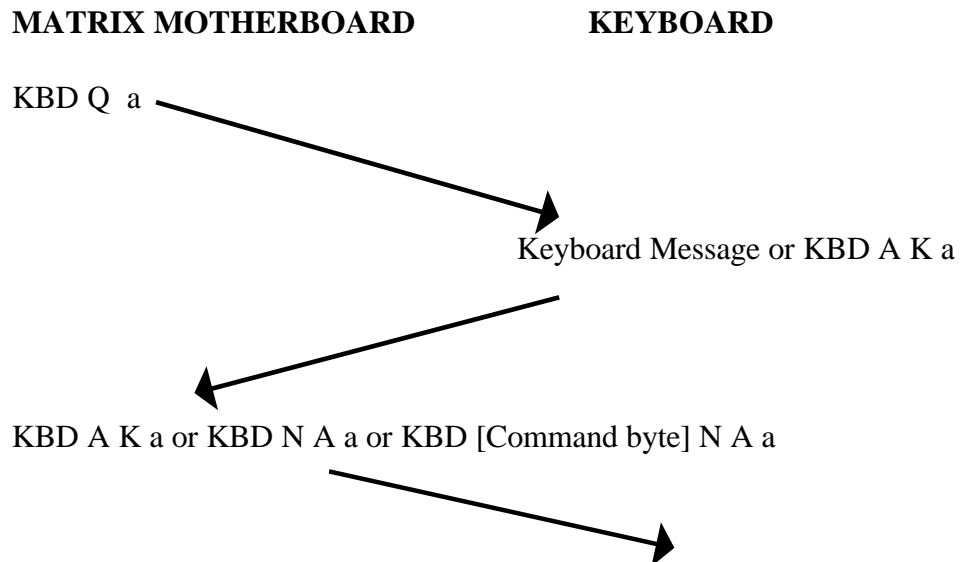 MATRIX MOTHERBOARD KEYBOARD
KBD Q a
Keyboard Message or KBD A K a
KBD A K a or KBD N A a or KBD [Command byte] N A a